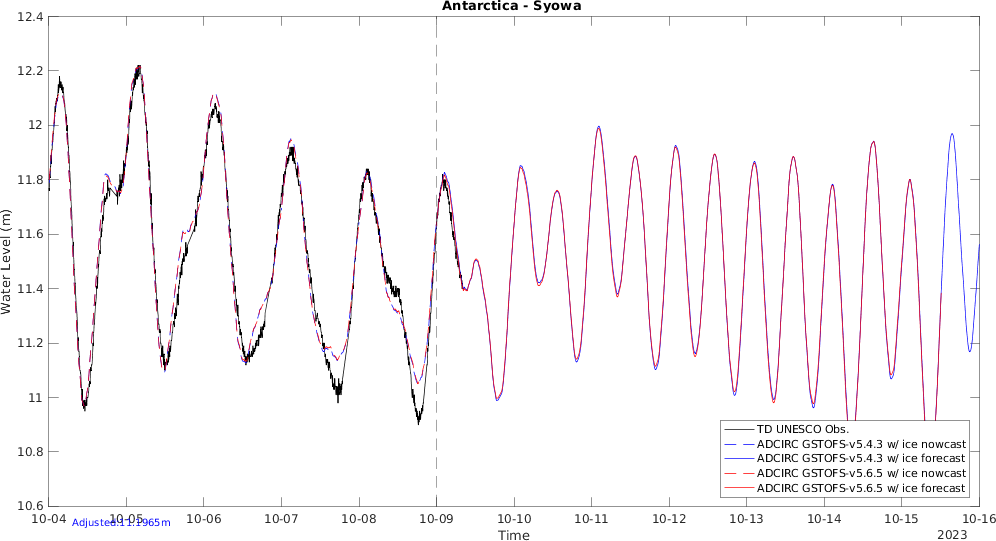 Antarctica - Syowa
Water Level (m)
12.4
12.2
12
11.8
11.6
11.4
11.2
11
10.8
10.6
TD UNESCO Obs.
ADCIRC GSTOFS-v5.4.3 w/ ice nowcast
ADCIRC GSTOFS-v5.4.3 w/ ice forecast
ADCIRC GSTOFS-v5.6.5 w/ ice nowcast
ADCIRC GSTOFS-v5.6.5 w/ ice forecast
10-04 10-05 10-06 10-07 10-08 10-09 10-10 10-11 10-12 10-13 10-14 10-15 10-16
Adjusted:11.1965m
Time
2023